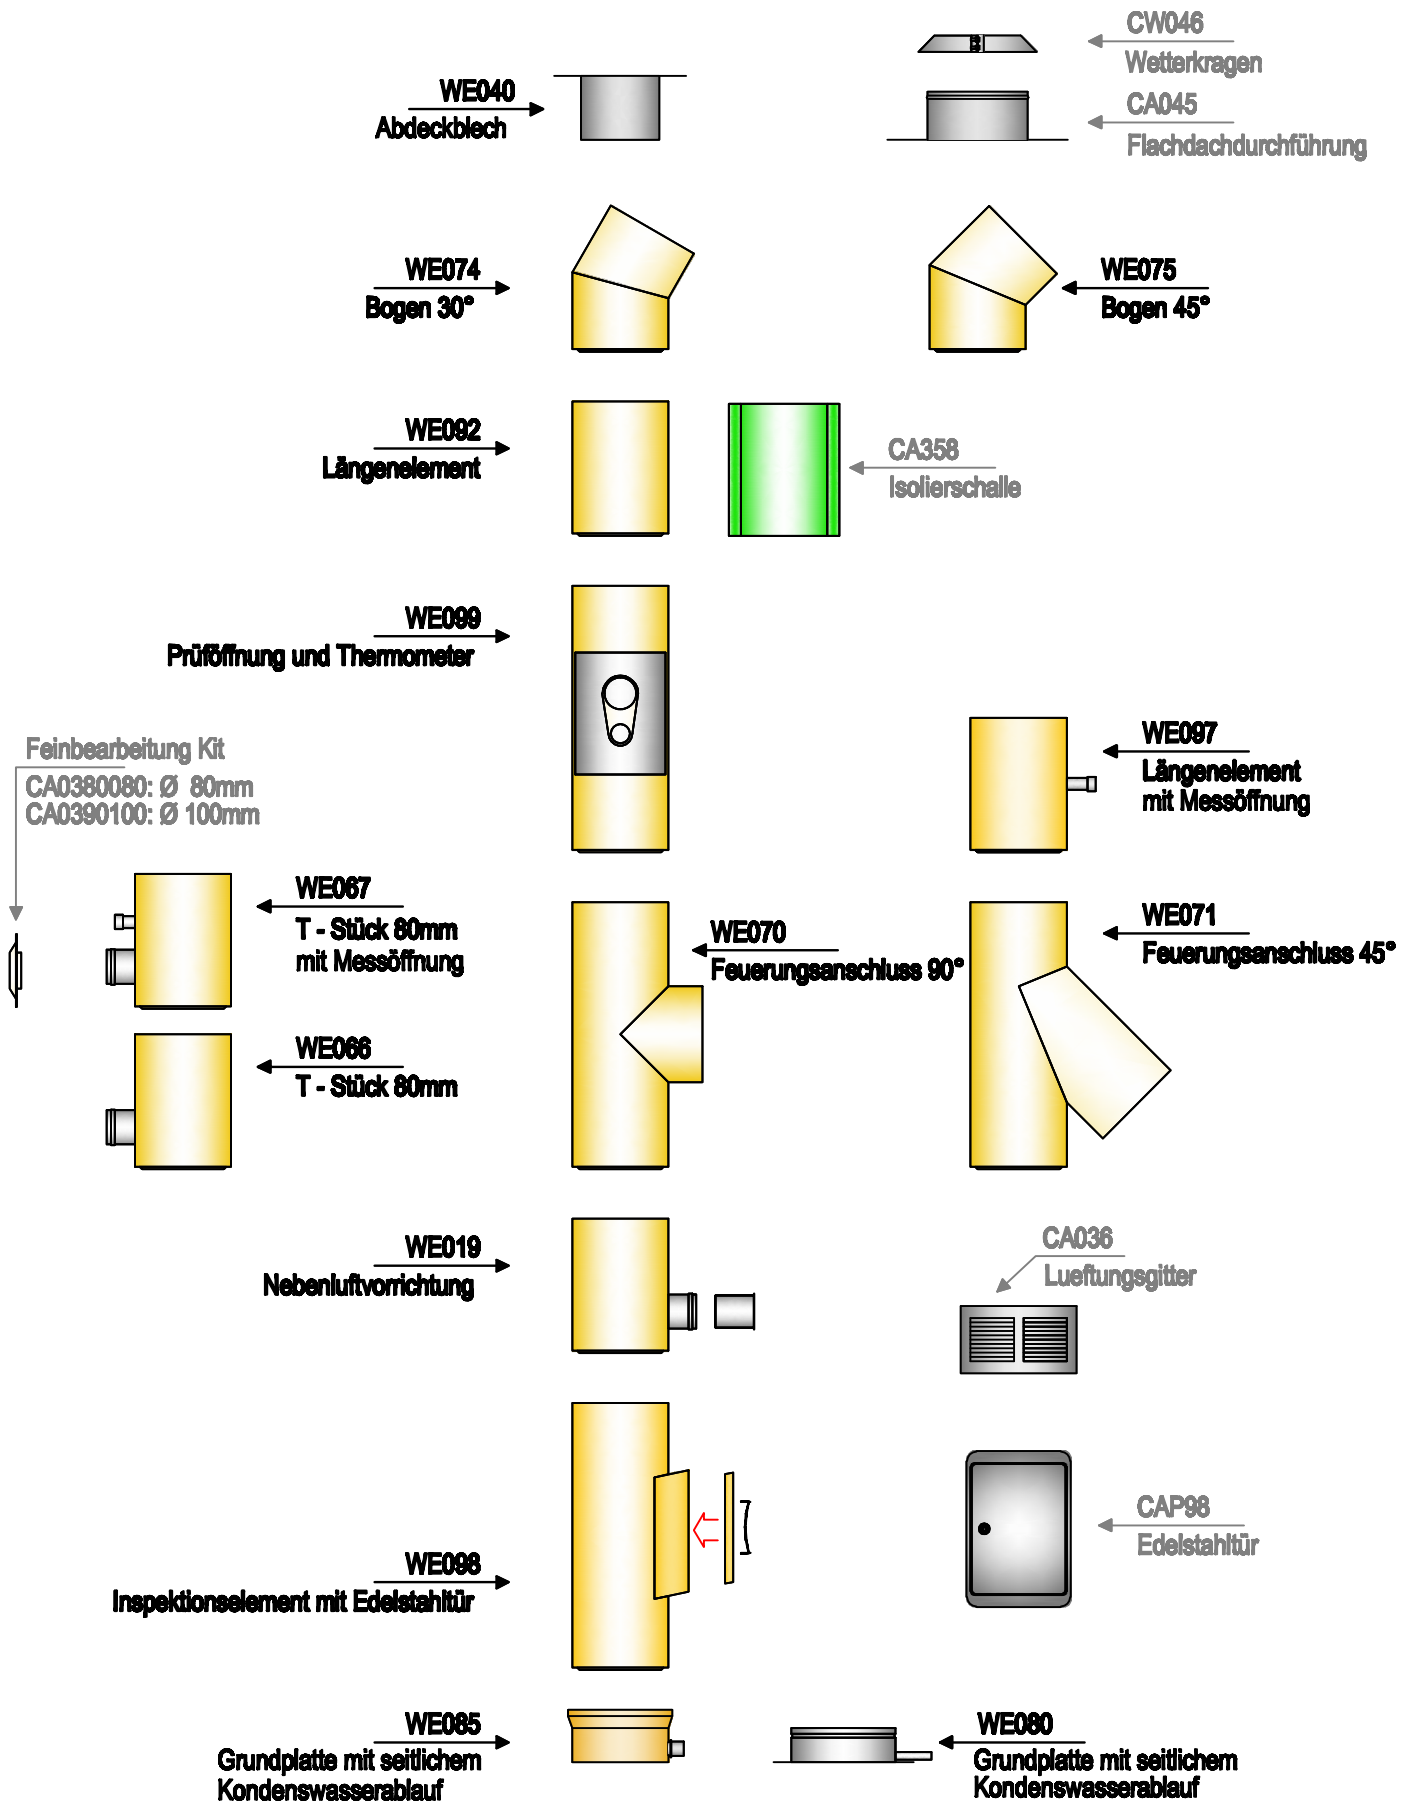 CW046
Wetterkragen
WE040
Abdeckblech
CA045
Flachdachdurchführung
WE074
Bogen 30°
WE075
Bogen 45°
WE092
Längenelement
CA358
Isolierschalle
WE099
Prüföffnung und Thermometer
WE097
Längenelement
mit Messöffnung
Feinbearbeitung Kit
CA0380080: Ø 80mm
CA0390100: Ø 100mm
WE067
T - Stück 80mm
mit Messöffnung
WE070
Feuerungsanschluss 90°
WE071
Feuerungsanschluss 45°
WE066
T - Stück 80mm
WE019
Nebenluftvorrichtung
CA036
Lueftungsgitter
CAP98
Edelstahltür
WE098
Inspektionselement mit Edelstahltür
WE085
Grundplatte mit seitlichem
Kondenswasserablauf
WE080
Grundplatte mit seitlichem
Kondenswasserablauf